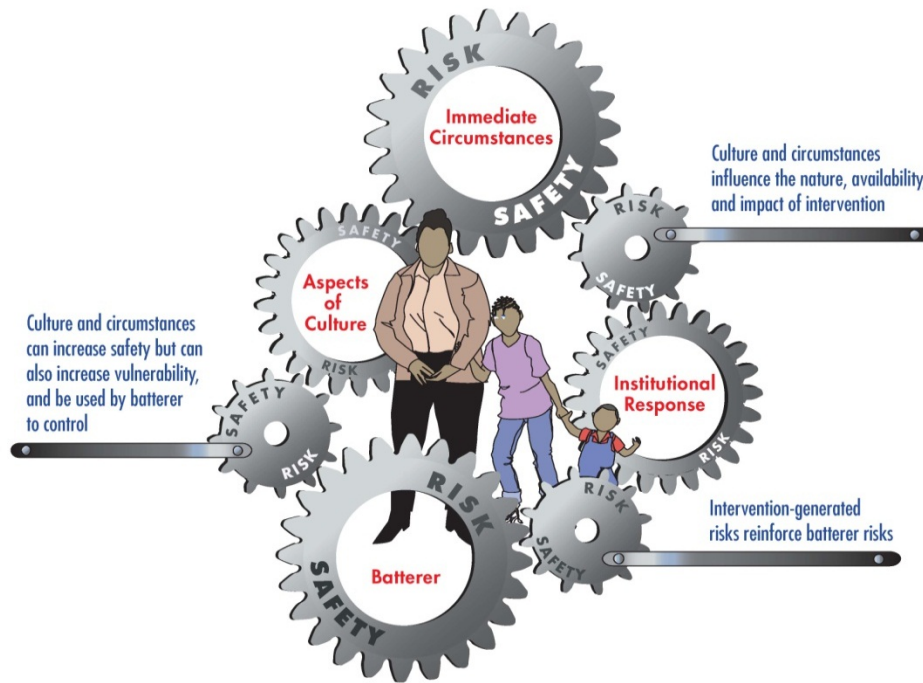 RISK
Immediate
Circumstances
SAFETY
Culture and circumstances
influence the nature, availability
and impact of intervention
RISK
SAFETY
SAFETY
Aspects
of
Culture
RISK
Culture and circumstances
can increase safety but can
also increase vulnerability,
and be used by batterer
to control
SAFETY
RISK
SAFETY
Institutional
Response
RISK
RISK
SAFETY
Batterer
RISK
SAFETY
Intervention-generated
risks reinforce batterer risks